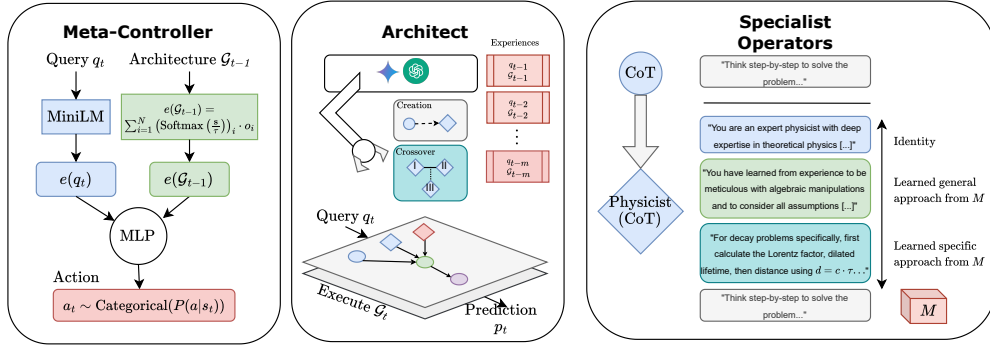 Meta-Controller
Query q_t
Architecture 𝒢_{t-1}
MiniLM
e(𝒢_{t-1}) =
∑_{i=1}^{N} (Softmax (s/τ))_i · o_i
e(q_t)
e(𝒢_{t-1})
MLP
Action
a_t ∼ Categorical(P(a|s_t))
Architect
Experiences
q_{t-1}
𝒢_{t-1}
q_{t-2}
𝒢_{t-2}
⋮
q_{t-m}
𝒢_{t-m}
Creation
Crossover
I
II
III
Query q_t
Execute 𝒢_t
Prediction
p_t
Specialist
Operators
CoT
Physicist
(CoT)
"Think step-by-step to solve the
problem..."
"You are an expert physicist with deep
expertise in theoretical physics [...]"
"You have learned from experience to be
meticulous with algebraic manipulations
and to consider all assumptions [...]"
"For decay problems specifically, first
calculate the Lorentz factor, dilated
lifetime, then distance using d = c · τ..."
"Think step-by-step to solve the
problem..."
Identity
Learned general
approach from M
Learned specific
approach from M
M